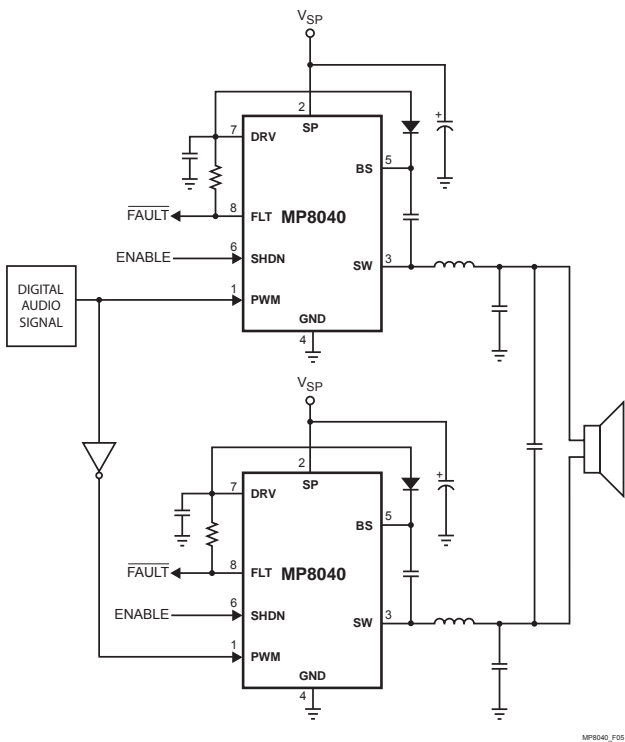 VSP
2
SP
7
DRV
5
BS
FAULT
8
FLT
MP8040
ENABLE
6
SHDN
3
SW
DIGITAL
AUDIO
SIGNAL
1
PWM
GND
4
+
VSP
2
SP
7
DRV
5
BS
FAULT
8
FLT
MP8040
ENABLE
6
SHDN
3
SW
1
PWM
GND
4
+
MP8040_F05